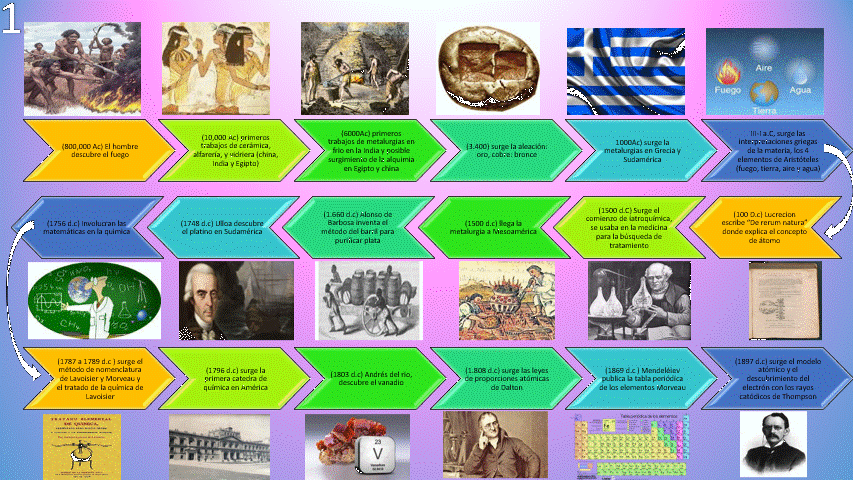 1
(800,000 Ac) El hombre
descubre el fuego
(10,000 Ac) primeros
trabajos de cerámica,
alfarería, y vidriera (china,
India y Egipto)
(6000Ac) primeros
trabajos de metalurgias en
frio en la India y posible
surgimiento de la alquimia
en Egipto y china
(3.400) surge la aleación:
oro, cobre: bronce
1000Ac) surge la
metalurgias en Grecia y
Sudamérica
III-I a.C, surge las
interpretaciones griegas
de la materia, los 4
elementos de Aristóteles
(fuego, tierra, aire y agua)
Aire
Fuego
Agua
Tierra
(100 D.c) Lucrecion
escribe "De rerum natura"
donde explica el concepto
de átomo
(1500 d.C) Surge el
comienzo de iatroquímica,
se usaba en la medicina
para la búsqueda de
tratamiento
(1500 d.c) llega la
metalurgia a Mesoamérica
(1.660 d.c) Alonso de
Barbosa inventa el
método del barril para
purificar plata
(1748 d.c) Ulloa descubre
el platino en Sudamérica
(1756 d.c) Involucran las
matemáticas en la química
(1787 a 1789 d.c ) surge el
método de nomenclatura
de Lavoisier y Morveau y
el tratado de la química de
Lavoisier
(1796 d.c) surge la
primera catedra de
química en América
(1803 d.c) Andrés del rio,
descubre el vanadio
(1.808 d.c) surge las leyes
de proporciones atómicas
de Dalton
(1869 d.c ) Mendeléiev
publica la tabla periódica
de los elementos Morveau
(1897 d.c) surge el modelo
atómico y el
descubrimiento del
electrón con los rayos
catódicos de Thompson
TRATADO ELEMENTAL
DE QUIMICA,
23
V